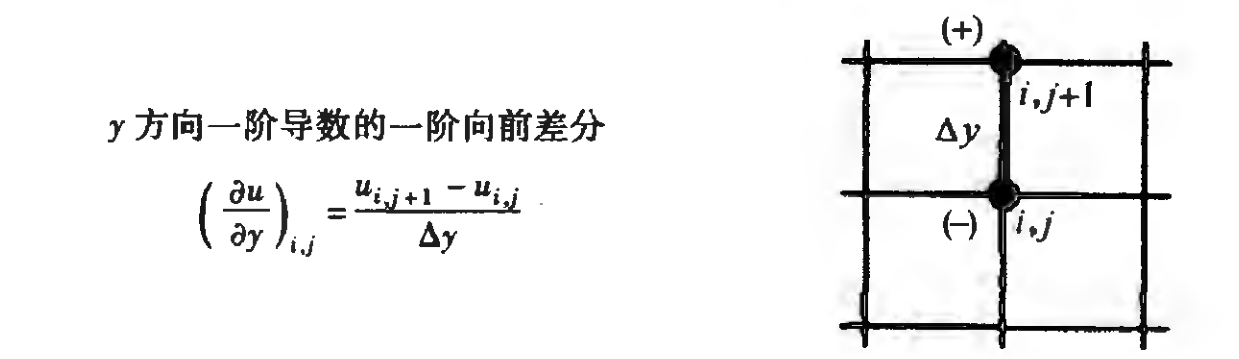 y 方向一阶导数的一阶向前差分
(∂u/∂y)_{i,j} = (u_{i,j+1} − u_{i,j})/Δy
(+)
i,j+1
Δy
(−)
i,j